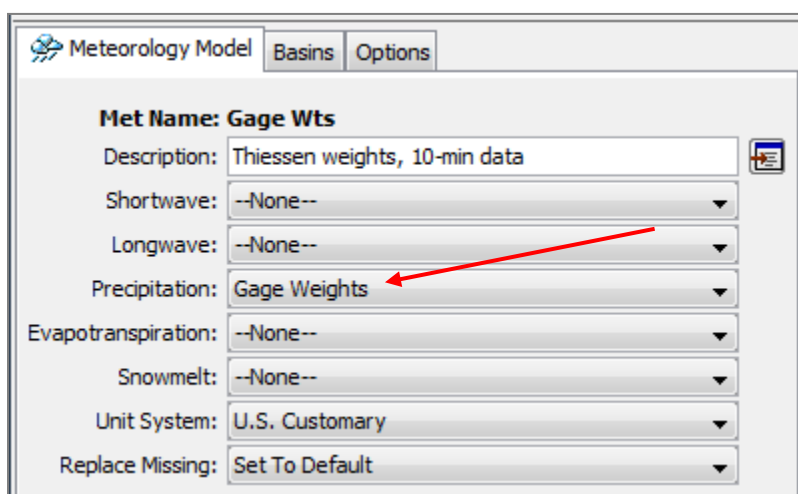 Meteorology Model Basins Options
Met Name: Gage Wts
Description: Thiessen weights, 10-min data
Shortwave: --None--
Longwave: --None--
Precipitation: Gage Weights
Evapotranspiration: --None--
Snowmelt: --None--
Unit System: U.S. Customary
Replace Missing: Set To Default